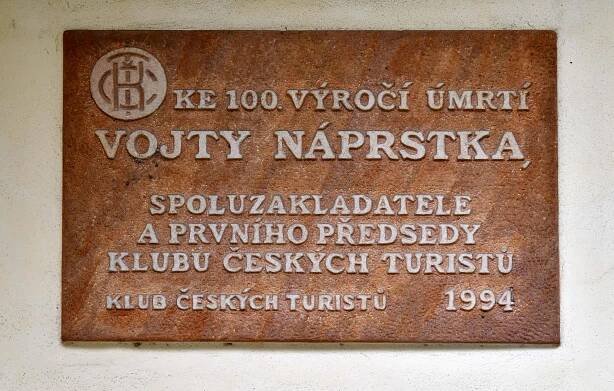 KE 100. VÝROČÍ ÚMRTÍ
VOJTY NÁPRSTKA,
SPOLUZAKLADATELE
A PRVNÍHO PŘEDSEDY
KLUBU ČESKÝCH TURISTŮ
KLUB ČESKÝCH TURISTŮ 1994